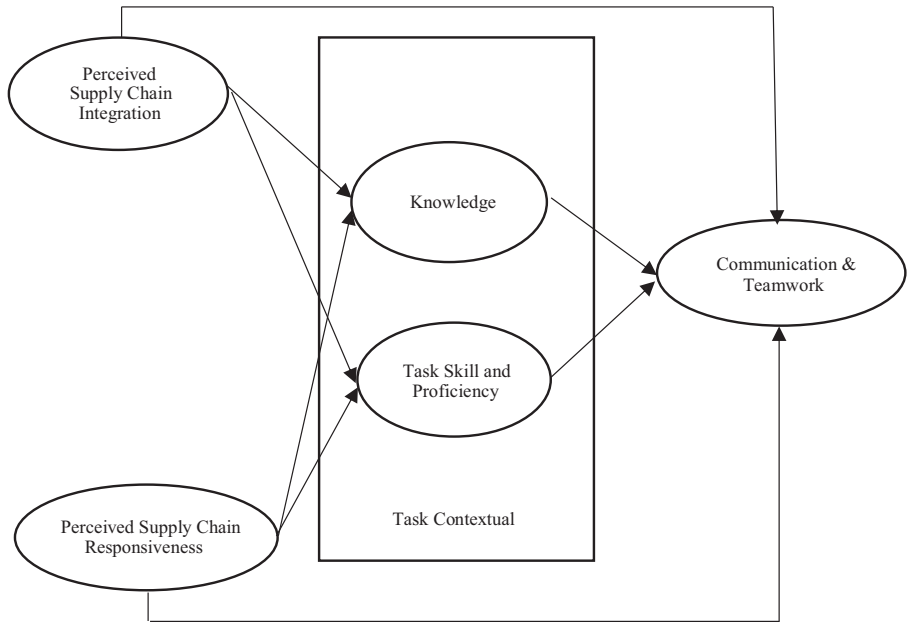 Perceived
Supply Chain
Integration
Knowledge
Communication &
Teamwork
Task Skill and
Proficiency
Task Contextual
Perceived Supply Chain
Responsiveness